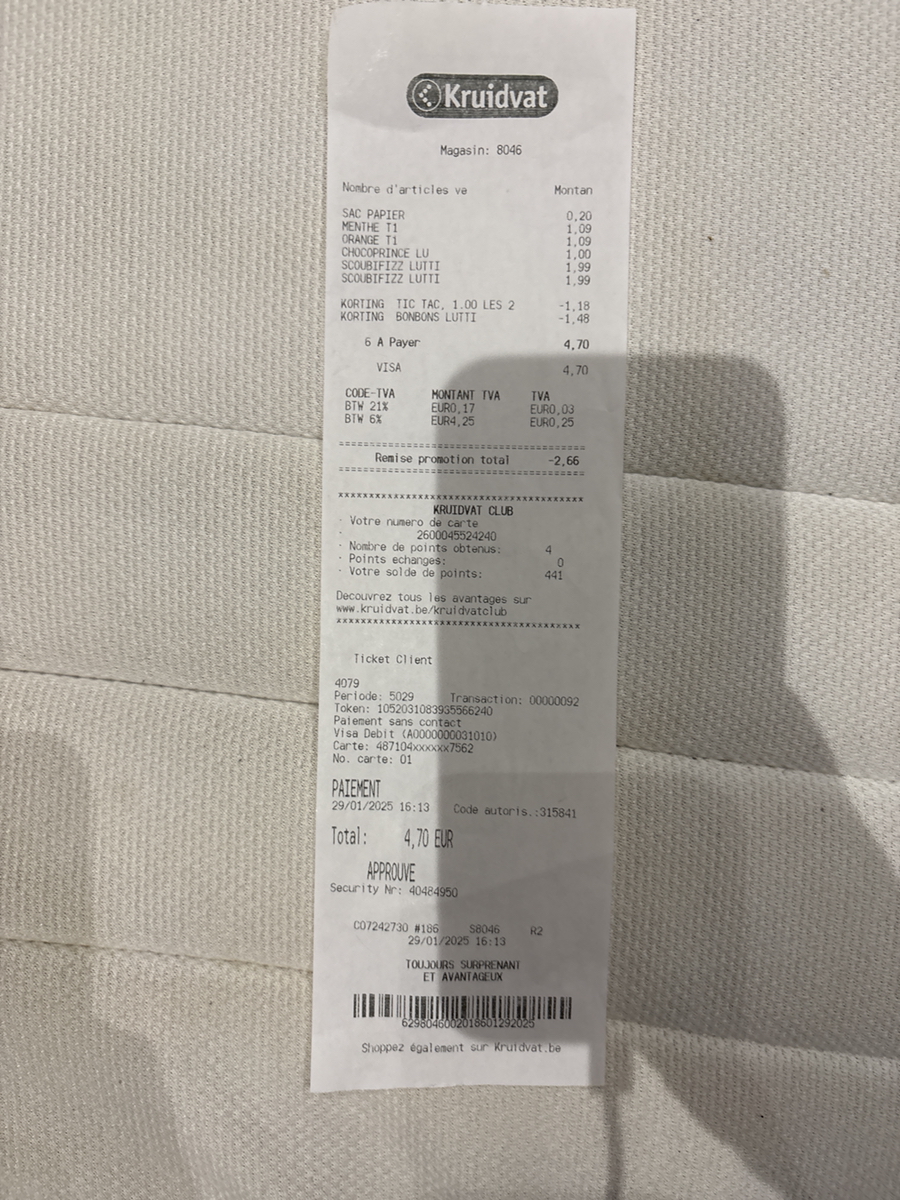 Kruidvat
Magasin: 8046
Nombre d'articles ve Montan
SAC PAPIER 0,20
MENTHE T1 1,09
ORANGE T1 1,09
CHOCOPRINCE LU 1,00
SCOUBIFIZZ LUTTI 1,99
SCOUBIFIZZ LUTTI 1,99
KORTING TIC TAC, 1.00 LES 2 -1,18
KORTING BONBONS LUTTI -1,48
6 A Payer 4,70
VISA 4,70
CODE-TVA MONTANT TVA TVA
BTW 21% EUR0,17 EUR0,03
BTW 6% EUR4,25 EUR0,25
==========================================
Remise promotion total -2,66
==========================================
xxxxxxxxxxxxxxxxxxxxxxxxxxxxxxxxxxxxxxxxxx
KRUIDVAT CLUB
· Votre numero de carte
· 2600045524240
· Nombre de points obtenus: 4
· Points echanges: 0
· Votre solde de points: 441
Decouvrez tous les avantages sur
www.kruidvat.be/kruidvatclub
xxxxxxxxxxxxxxxxxxxxxxxxxxxxxxxxxxxxxxxxxx
Ticket Client
4079
Periode: 5029 Transaction: 00000092
Token: 1052031083935566240
Paiement sans contact
Visa Debit (A0000000031010)
Carte: 487104xxxxxx7562
No. carte: 01
PAIEMENT
29/01/2025 16:13 Code autoris.:315841
Total: 4,70 EUR
APPROUVE
Security Nr: 40484950
C07242730 #186 S8046 R2
29/01/2025 16:13
TOUJOURS SURPRENANT
ET AVANTAGEUX
6298046002018601292025
Shoppez également sur Kruidvat.be